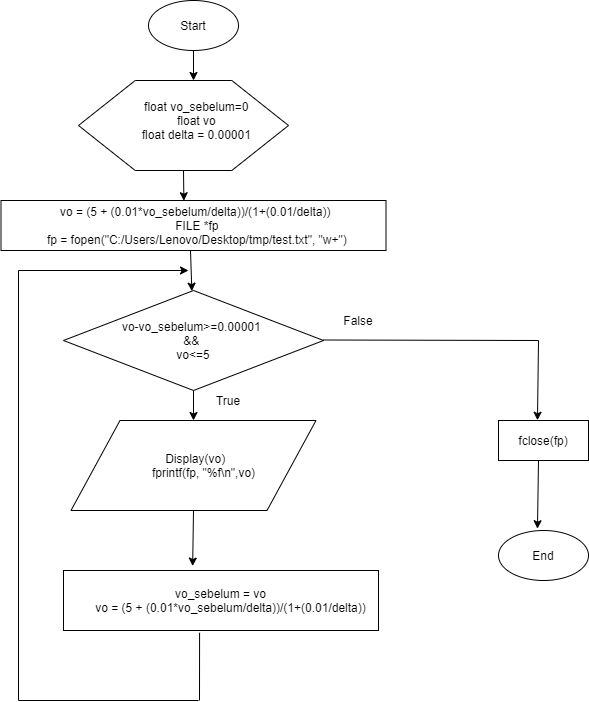 Start
float vo_sebelum=0
float vo
float delta = 0.00001
vo = (5 + (0.01*vo_sebelum/delta))/(1+(0.01/delta))
FILE *fp
fp = fopen("C:/Users/Lenovo/Desktop/tmp/test.txt", "w+")
vo-vo_sebelum>=0.00001
&&
vo<=5
False
True
Display(vo)
fprintf(fp, "%f\n",vo)
fclose(fp)
End
vo_sebelum = vo
vo = (5 + (0.01*vo_sebelum/delta))/(1+(0.01/delta))